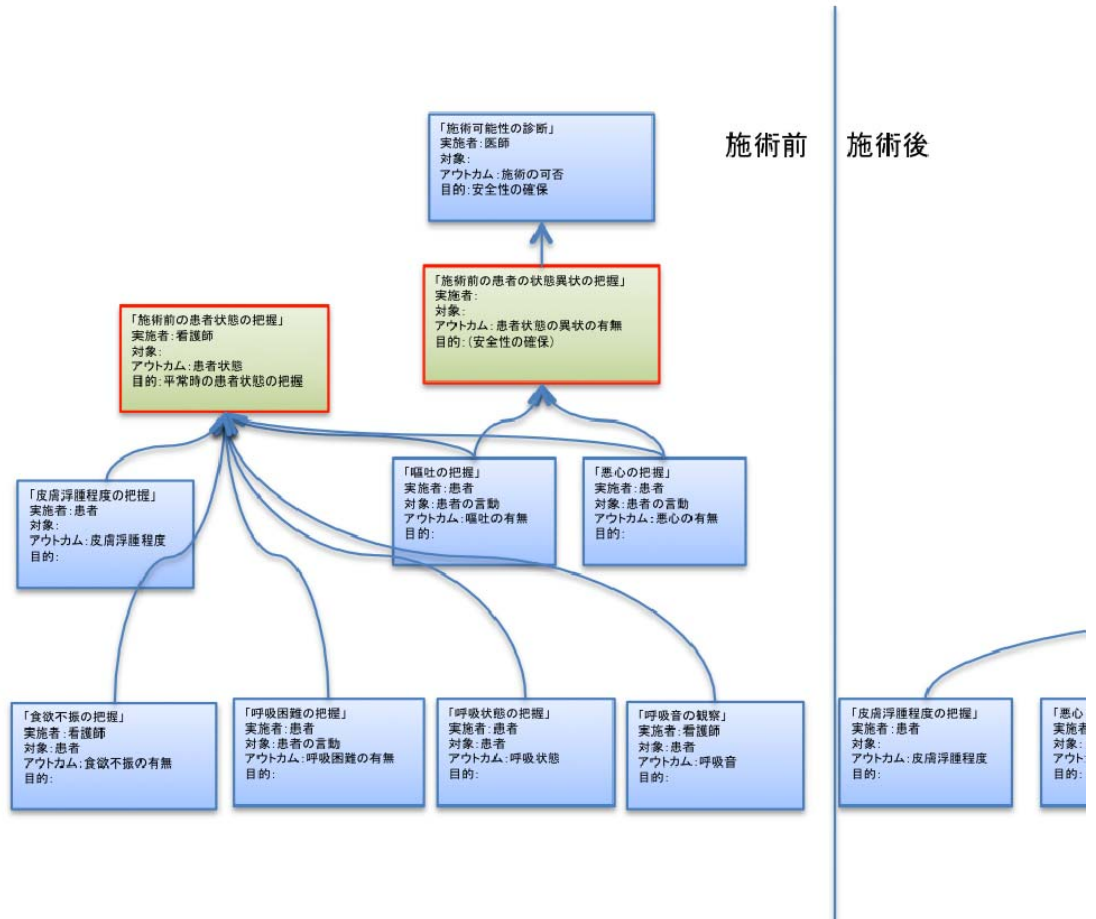 「施術可能性の診断」
実施者:医師
対象:
アウトカム:施術の可否
目的:安全性の確保
施術前
施術後
「施術前の患者の状態異状の把握」
実施者:
対象:
アウトカム:患者状態の異状の有無
目的:(安全性の確保)
「施術前の患者状態の把握」
実施者:看護師
対象:
アウトカム:患者状態
目的:平常時の患者状態の把握
「皮膚浮腫程度の把握」
実施者:患者
対象:
アウトカム:皮膚浮腫程度
目的:
「嘔吐の把握」
実施者:患者
対象:患者の言動
アウトカム:嘔吐の有無
目的:
「悪心の把握」
実施者:患者
対象:患者の言動
アウトカム:悪心の有無
目的:
「食欲不振の把握」
実施者:看護師
対象:患者
アウトカム:食欲不振の有無
目的:
「呼吸困難の把握」
実施者:患者
対象:患者の言動
アウトカム:呼吸困難の有無
目的:
「呼吸状態の把握」
実施者:患者
対象:患者
アウトカム:呼吸状態
目的:
「呼吸音の観察」
実施者:看護師
対象:患者
アウトカム:呼吸音
目的:
「皮膚浮腫程度の把握」
実施者:患者
対象:
アウトカム:皮膚浮腫程度
目的:
「悪心
実施者
対象:
アウト
目的: